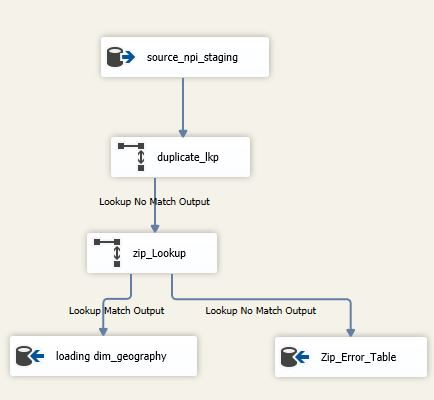 source_npi_staging
duplicate_lkp
Lookup No Match Output
zip_Lookup
Lookup Match Output
Lookup No Match Output
loading dim_geography
Zip_Error_Table